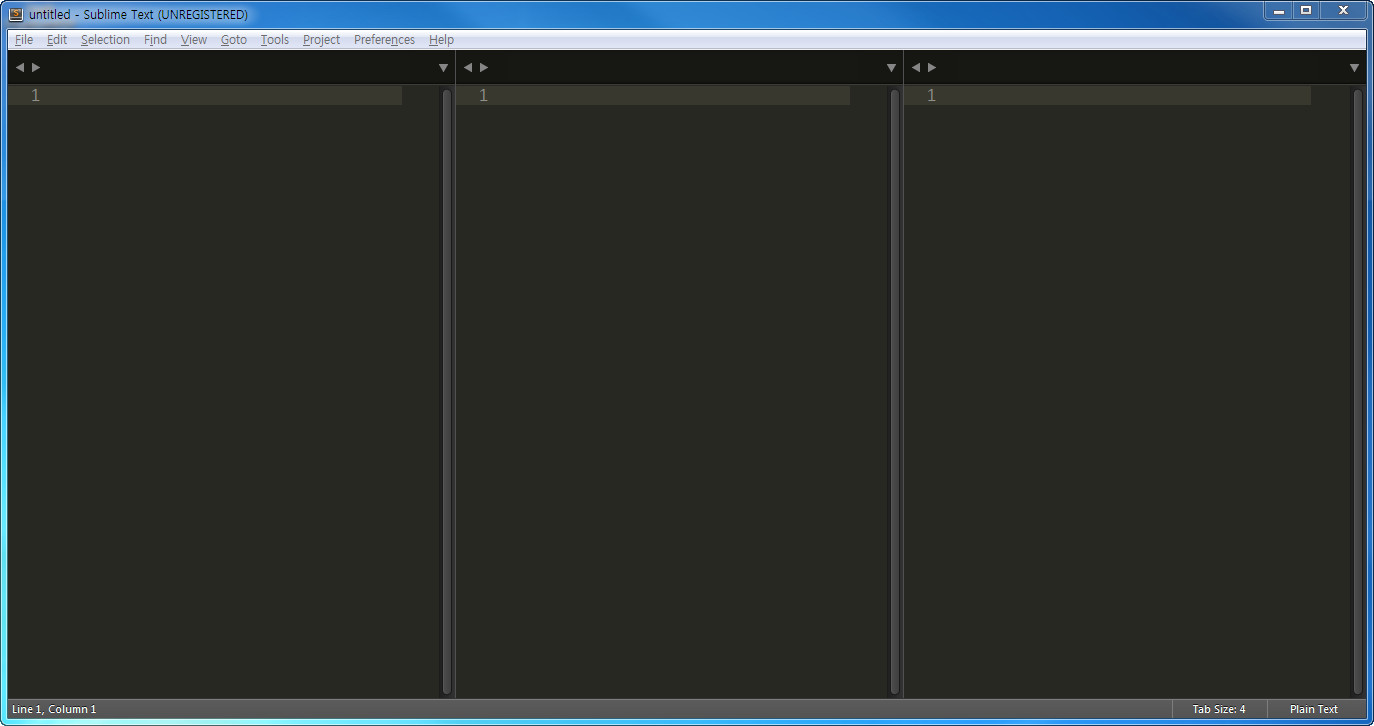 untitled - Sublime Text (UNREGISTERED)
File Edit Selection Find View Goto Tools Project Preferences Help
1 1 1
Line 1, Column 1 Tab Size: 4 Plain Text